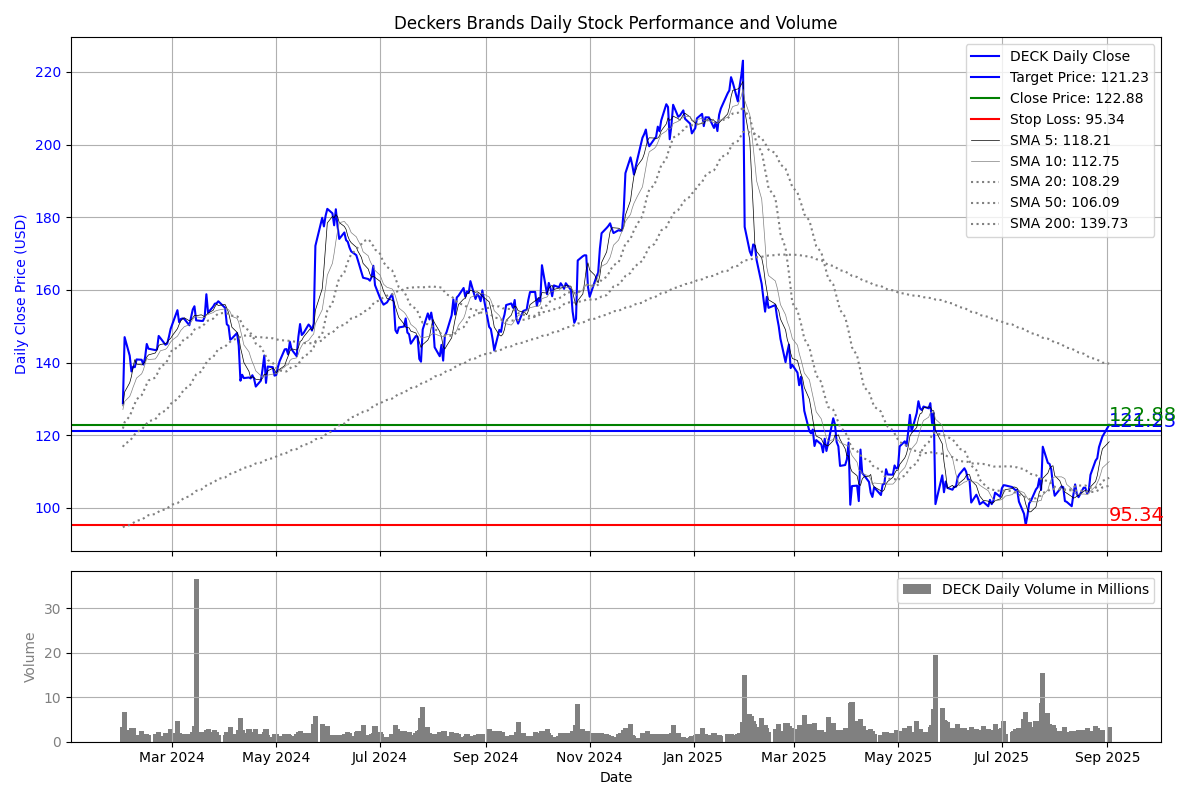 Deckers Brands Daily Stock Performance and Volume
Daily Close Price (USD)
220
200
180
160
140
120
100
DECK Daily Close
Target Price: 121.23
Close Price: 122.88
Stop Loss: 95.34
SMA 5: 118.21
SMA 10: 112.75
SMA 20: 108.29
SMA 50: 106.09
SMA 200: 139.73
122.88
121.23
95.34
Volume
30
20
10
0
DECK Daily Volume in Millions
Mar 2024
May 2024
Jul 2024
Sep 2024
Nov 2024
Jan 2025
Mar 2025
May 2025
Jul 2025
Sep 2025
Date